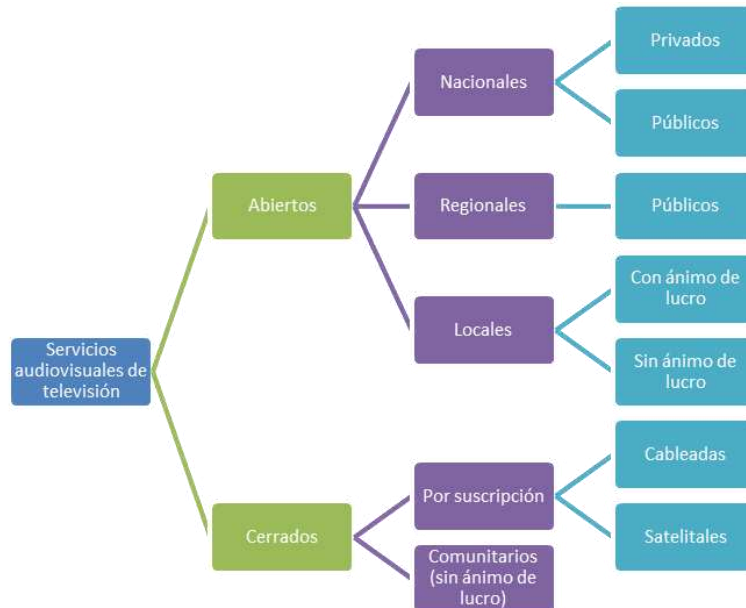 Privados
Nacionales
Públicos
Abiertos
Regionales
Públicos
Con ánimo de
lucro
Locales
Sin ánimo de
lucro
Servicios
audiovisuales de
televisión
Cableadas
Por suscripción
Satelitales
Cerrados
Comunitarios
(sin ánimo de
lucro)